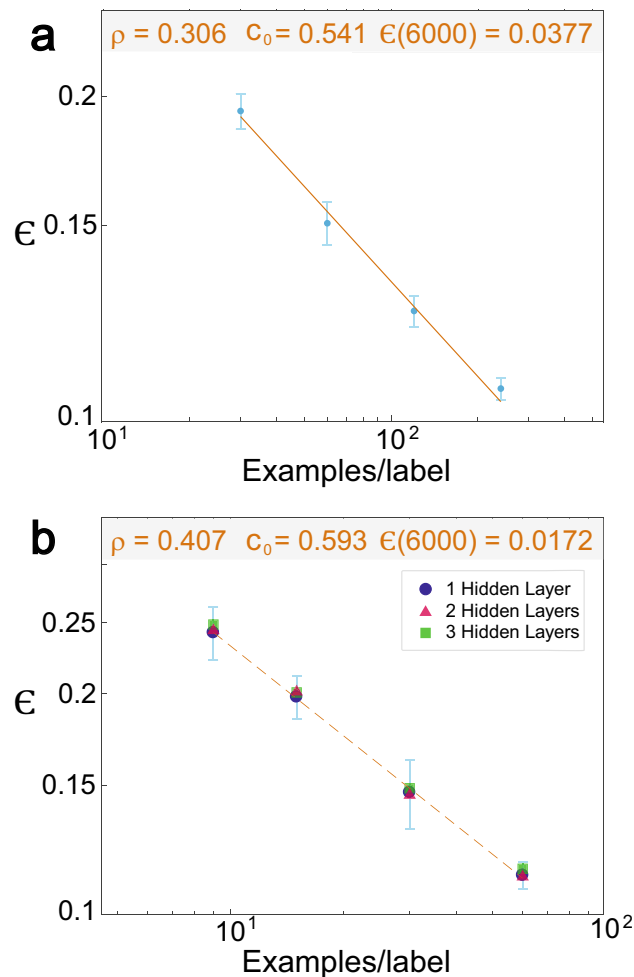 a
ρ = 0.306 c₀ = 0.541 ϵ(6000) = 0.0377
0.2
0.15
0.1
ϵ
10¹
10²
Examples/label
b
ρ = 0.407 c₀ = 0.593 ϵ(6000) = 0.0172
1 Hidden Layer
2 Hidden Layers
3 Hidden Layers
0.25
0.2
0.15
0.1
ϵ
10¹
10²
Examples/label